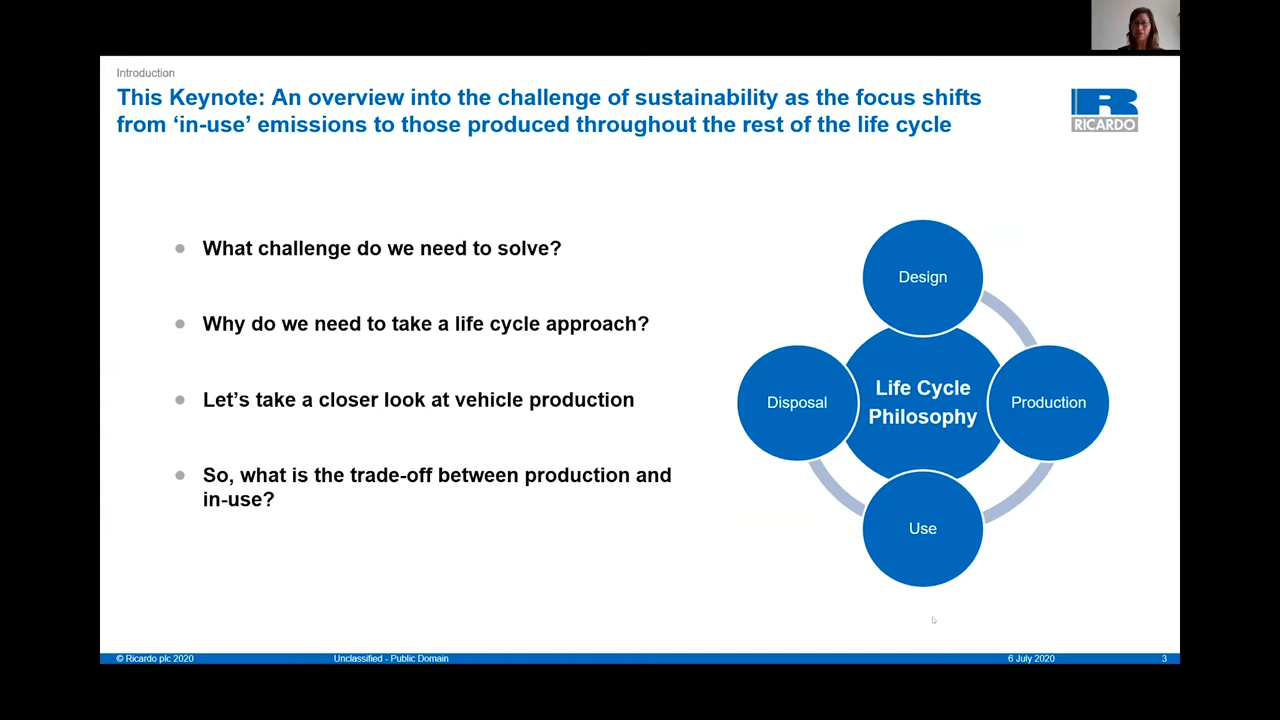 Introduction
This Keynote: An overview into the challenge of sustainability as the focus shifts
from ‘in-use’ emissions to those produced throughout the rest of the life cycle
RICARDO
What challenge do we need to solve?
Why do we need to take a life cycle approach?
Let’s take a closer look at vehicle production
So, what is the trade-off between production and
in-use?
Design
Disposal
Life Cycle
Philosophy
Production
Use
© Ricardo plc 2020
Unclassified - Public Domain
6 July 2020
3